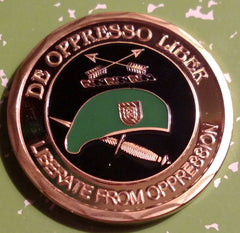 DE OPPRESSO LIBER
LIBERATE FROM OPPRESSION